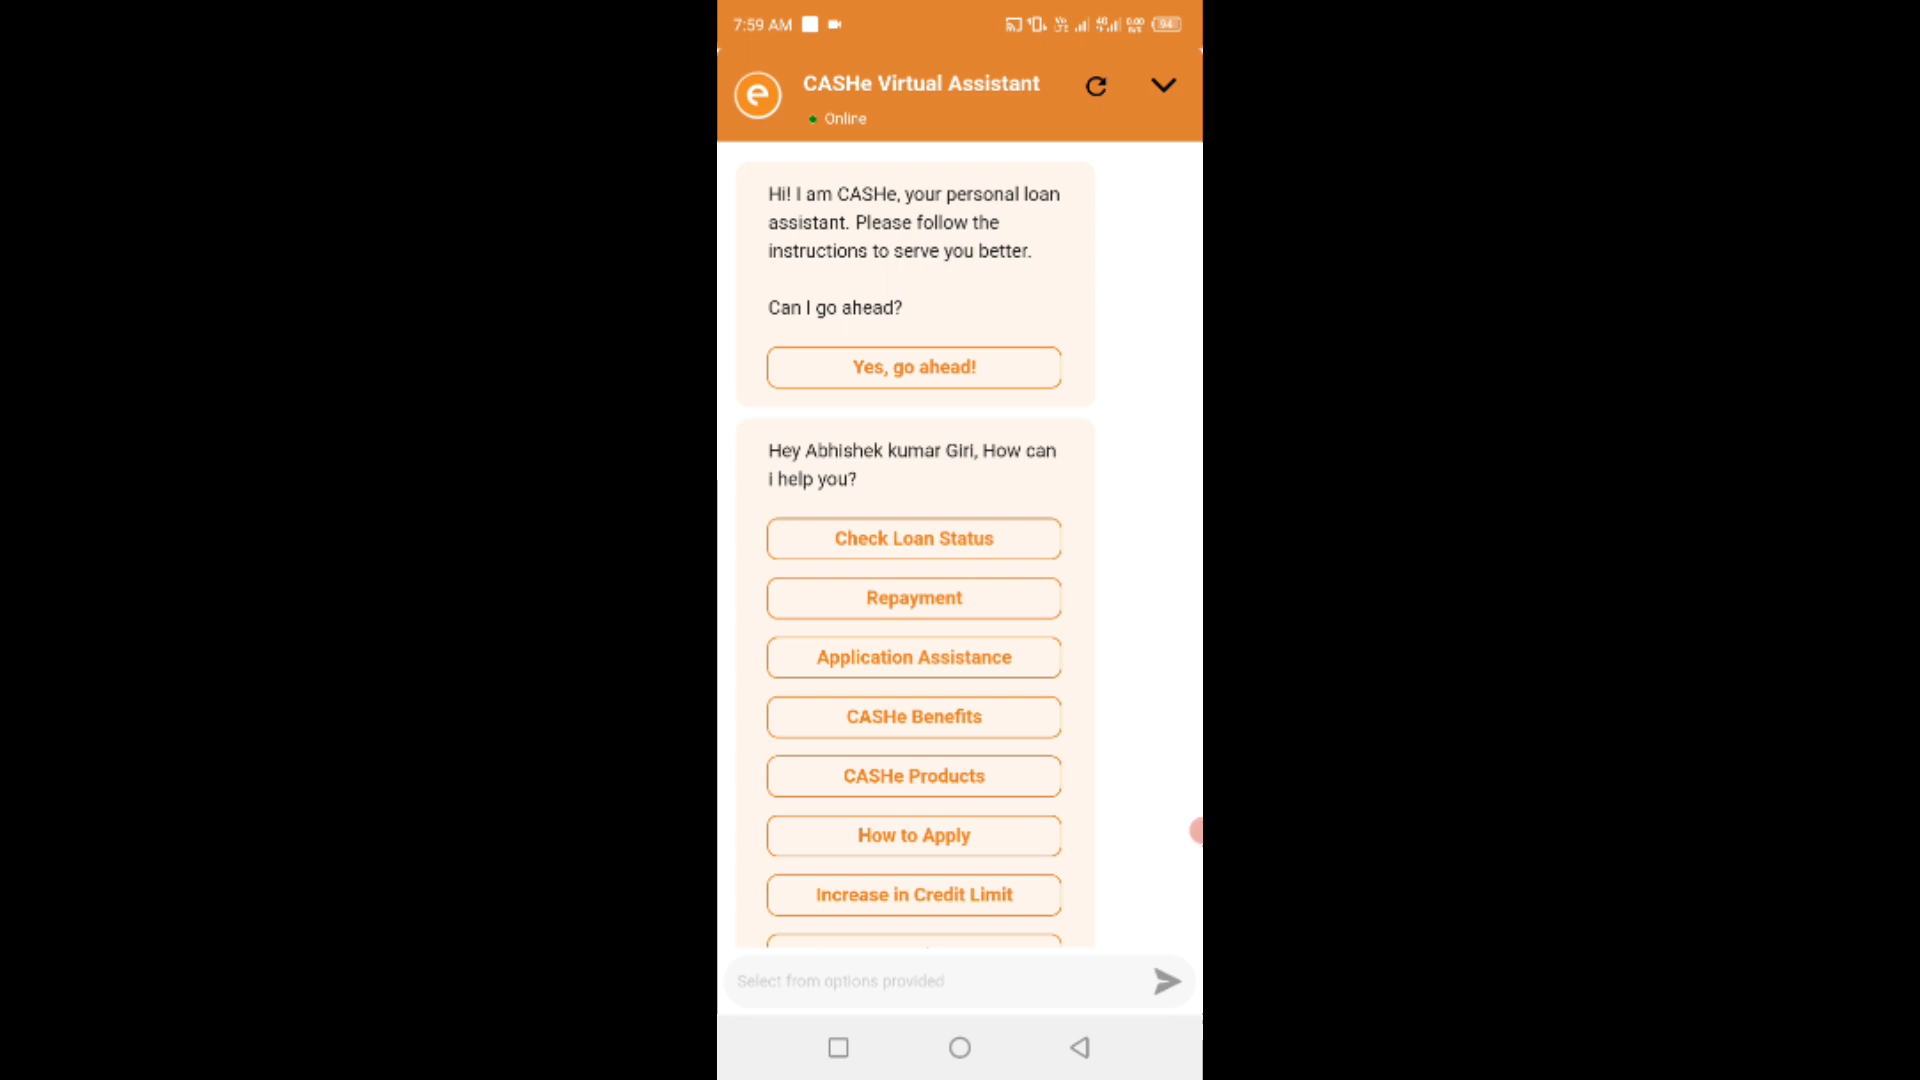 7:59 AM
94
CASHe Virtual Assistant
Online
Hi! I am CASHe, your personal loan
assistant. Please follow the
instructions to serve you better.
Can I go ahead?
Yes, go ahead!
Hey Abhishek kumar Giri, How can
i help you?
Check Loan Status
Repayment
Application Assistance
CASHe Benefits
CASHe Products
How to Apply
Increase in Credit Limit
Select from options provided